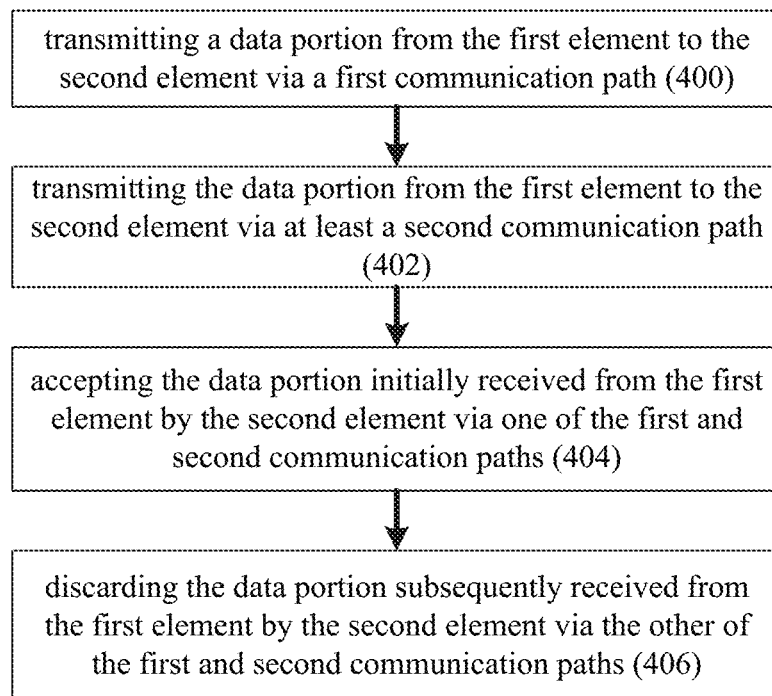 transmitting a data portion from the first element to the
second element via a first communication path (400)
transmitting the data portion from the first element to the
second element via at least a second communication path
(402)
accepting the data portion initially received from the first
element by the second element via one of the first and
second communication paths (404)
discarding the data portion subsequently received from
the first element by the second element via the other of
the first and second communication paths (406)